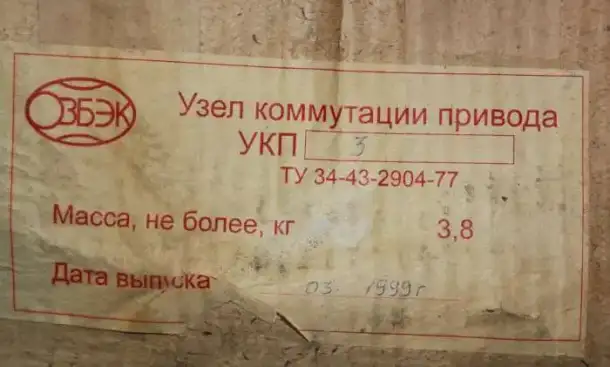 ОЗБЭК
Узел коммутации привода
УКП 3
ТУ 34-43-2904-77
Масса, не более, кг 3,8
Дата выпуска 03. 1999 г